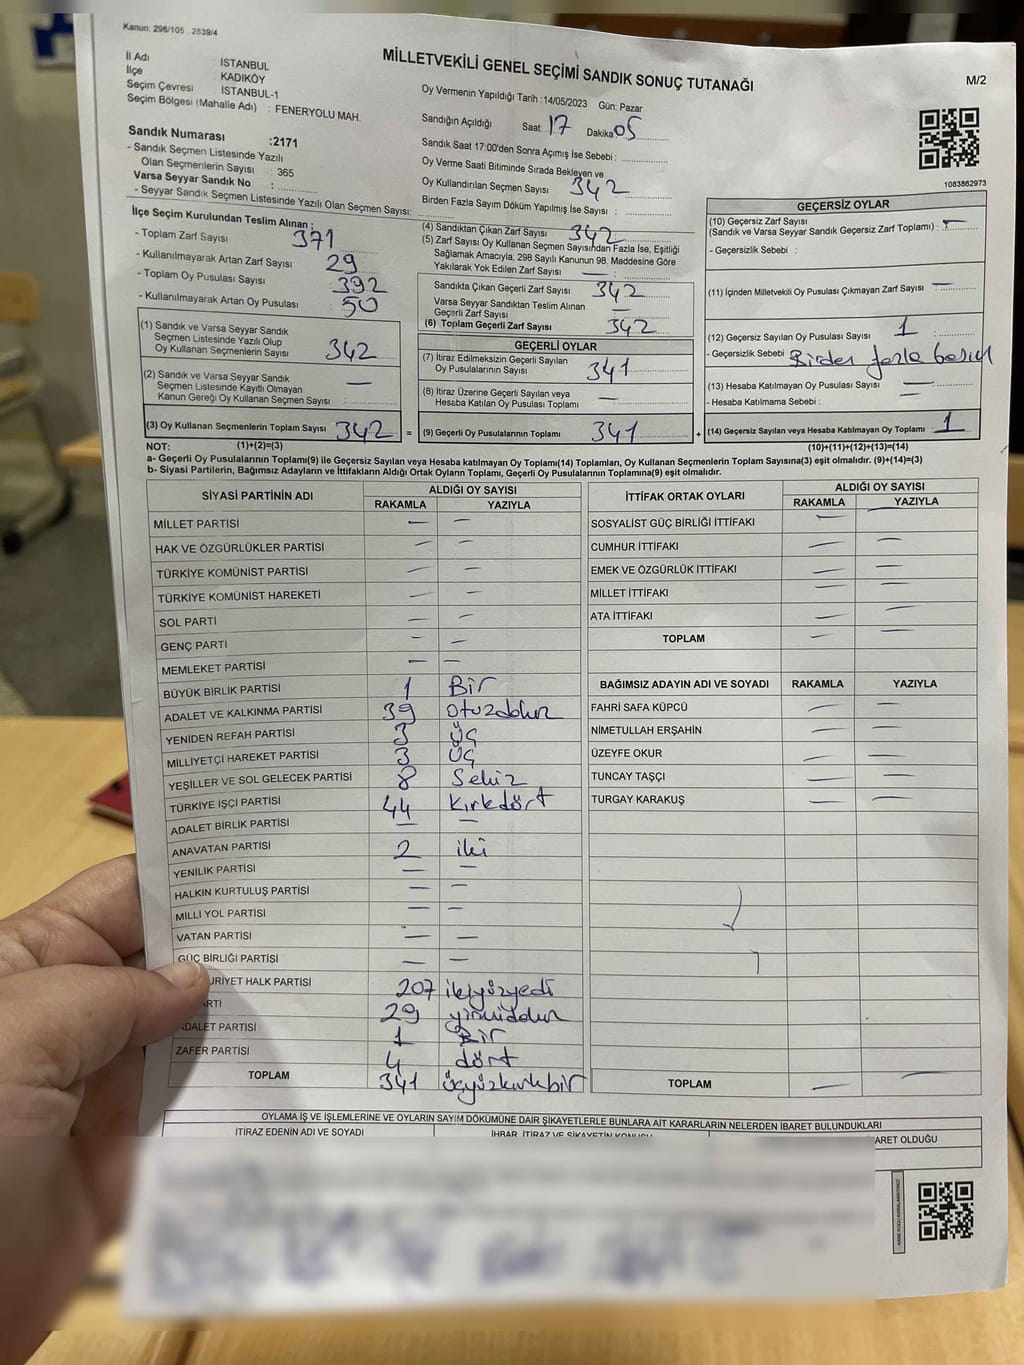 Kanun: 298/105 2839/4
MİLLETVEKİLİ GENEL SEÇİMİ SANDIK SONUÇ TUTANAĞI
M/2
İl Adı : İSTANBUL
İlçe KADIKÖY
Seçim Çevresi : İSTANBUL-1
Seçim Bölgesi (Mahalle Adı) : FENERYOLU MAH.
Sandık Numarası :2171
- Sandık Seçmen Listesinde Yazılı
Olan Seçmenlerin Sayısı : 365
Varsa Seyyar Sandık No :
- Seyyar Sandık Seçmen Listesinde Yazılı Olan Seçmen Sayısı:
Oy Vermenin Yapıldığı Tarih :14/05/2023 Gün: Pazar
Sandığın Açıldığı Saat: 17 Dakika 05
Sandık Saat 17:00'den Sonra Açımış İse Sebebi :
Oy Verme Saati Bitiminde Sırada Bekleyen ve
Oy Kullandırılan Seçmen Sayısı 342
Birden Fazla Sayım Döküm Yapılmış İse Sayısı :
1083862973
İlçe Seçim Kurulundan Teslim Alınan :
- Toplam Zarf Sayısı 371
- Kullanılmayarak Artan Zarf Sayısı 29
- Toplam Oy Pusulası Sayısı 392
- Kullanılmayarak Artan Oy Pusulası 50
(4) Sandıktan Çıkan Zarf Sayısı 342
(5) Zarf Sayısı Oy Kullanan Seçmen Sayısından Fazla İse, Eşitliği
Sağlamak Amacıyla, 298 Sayılı Kanunun 98. Maddesine Göre
Yakılarak Yok Edilen Zarf Sayısı —
Sandıkta Çıkan Geçerli Zarf Sayısı 342
Varsa Seyyar Sandıktan Teslim Alınan
Geçerli Zarf Sayısı —
(6) Toplam Geçerli Zarf Sayısı 342
GEÇERSİZ OYLAR
(10) Geçersiz Zarf Sayısı
(Sandık ve Varsa Seyyar Sandık Geçersiz Zarf Toplamı) : —
- Geçersizlik Sebebi :
(11) İçinden Milletvekili Oy Pusulası Çıkmayan Zarf Sayısı —
(12) Geçersiz Sayılan Oy Pusulası Sayısı 1
- Geçersizlik Sebebi Birden fazla
(13) Hesaba Katılmayan Oy Pusulası Sayısı —
- Hesaba Katılmama Sebebi : —
(14) Geçersiz Sayılan veya Hesaba Katılmayan Oy Toplamı : 1
(1) Sandık ve Varsa Seyyar Sandık
Seçmen Listesinde Yazılı Olup
Oy Kullanan Seçmenlerin Sayısı 342
(2) Sandık ve Varsa Seyyar Sandık
Seçmen Listesinde Kayıtlı Olmayan
Kanun Gereği Oy Kullanan Seçmen Sayısı : —
(3) Oy Kullanan Seçmenlerin Toplam Sayısı 342 =
GEÇERLİ OYLAR
(7) İtiraz Edilmeksizin Geçerli Sayılan
Oy Pusulalarının Sayısı 341
(8) İtiraz Üzerine Geçerli Sayılan veya
Hesaba Katılan Oy Pusulası Toplamı —
(9) Geçerli Oy Pusulalarının Toplamı 341 +
NOT: (1)+(2)=(3) (10)+(11)+(12)+(13)=(14)
a- Geçerli Oy Pusulasının Toplamı(9) ile Geçersiz Sayılan veya Hesaba katılmayan Oy Toplamı(14) Toplamları, Oy Kullanan Seçmenlerin Toplam Sayısına(3) eşit olmalıdır. (9)+(14)=(3)
b- Siyasi Partilerin, Bağımsız Adayların ve İttifakların Aldığı Ortak Oyların Toplamı, Geçerli Oy Pusulasının Toplamına(9) eşit olmalıdır.
SİYASİ PARTİNİN ADI ALDIĞI OY SAYISI
RAKAMLA YAZIYLA
MİLLET PARTİSİ — —
HAK VE ÖZGÜRLÜKLER PARTİSİ — —
TÜRKİYE KOMÜNİST PARTİSİ — —
TÜRKİYE KOMÜNİST HAREKETİ — —
SOL PARTİ — —
GENÇ PARTİ — —
MEMLEKET PARTİSİ — —
BÜYÜK BİRLİK PARTİSİ 1 Bir
ADALET VE KALKINMA PARTİSİ 39 otuzdokuz
YENİDEN REFAH PARTİSİ 3 Üç
MİLLİYETÇİ HAREKET PARTİSİ 3 Üç
YEŞİLLER VE SOL GELECEK PARTİSİ 8 Sekiz
TÜRKİYE İŞÇİ PARTİSİ 44 Kırkdört
ADALET BİRLİK PARTİSİ — —
ANAVATAN PARTİSİ 2 iki
YENİLİK PARTİSİ — —
HALKIN KURTULUŞ PARTİSİ — —
MİLLİ YOL PARTİSİ — —
VATAN PARTİSİ — —
GÜÇ BİRLİĞİ PARTİSİ — —
URİYET HALK PARTİSİ 207 ikiyüzyedi
ARTİ 29 yirmidokuz
ADALET PARTİSİ 1 Bir
ZAFER PARTİSİ 4 dört
TOPLAM 341 üçyüzkırkbir
İTTİFAK ORTAK OYLARI ALDIĞI OY SAYISI
RAKAMLA YAZIYLA
SOSYALİST GÜÇ BİRLİĞİ İTTİFAKI — —
CUMHUR İTTİFAKI — —
EMEK VE ÖZGÜRLÜK İTTİFAKI — —
MİLLET İTTİFAKI — —
ATA İTTİFAKI — —
TOPLAM — —
BAĞIMSIZ ADAYIN ADI VE SOYADI RAKAMLA YAZIYLA
FAHRİ SAFA KÜPCÜ — —
NİMETULLAH ERŞAHİN — —
ÜZEYFE OKUR — —
TUNCAY TAŞÇI — —
TURGAY KARAKUŞ — —
TOPLAM — —
OYLAMA İŞ VE İŞLEMLERİNE VE OYLARIN SAYIM DÖKÜMÜNE DAİR ŞİKAYETLERLE BUNLARA AİT KARARLARIN NELERDEN İBARET BULUNDUKLARI
İTİRAZ EDENİN ADI VE SOYADI İHBAR, İTİRAZ VE ŞİKAYETİN KONUSU ARET OLDUĞU